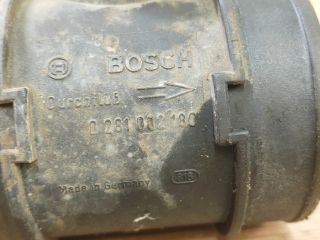 BOSCH
Durchfluß
0 281 002 180
Made in Germany